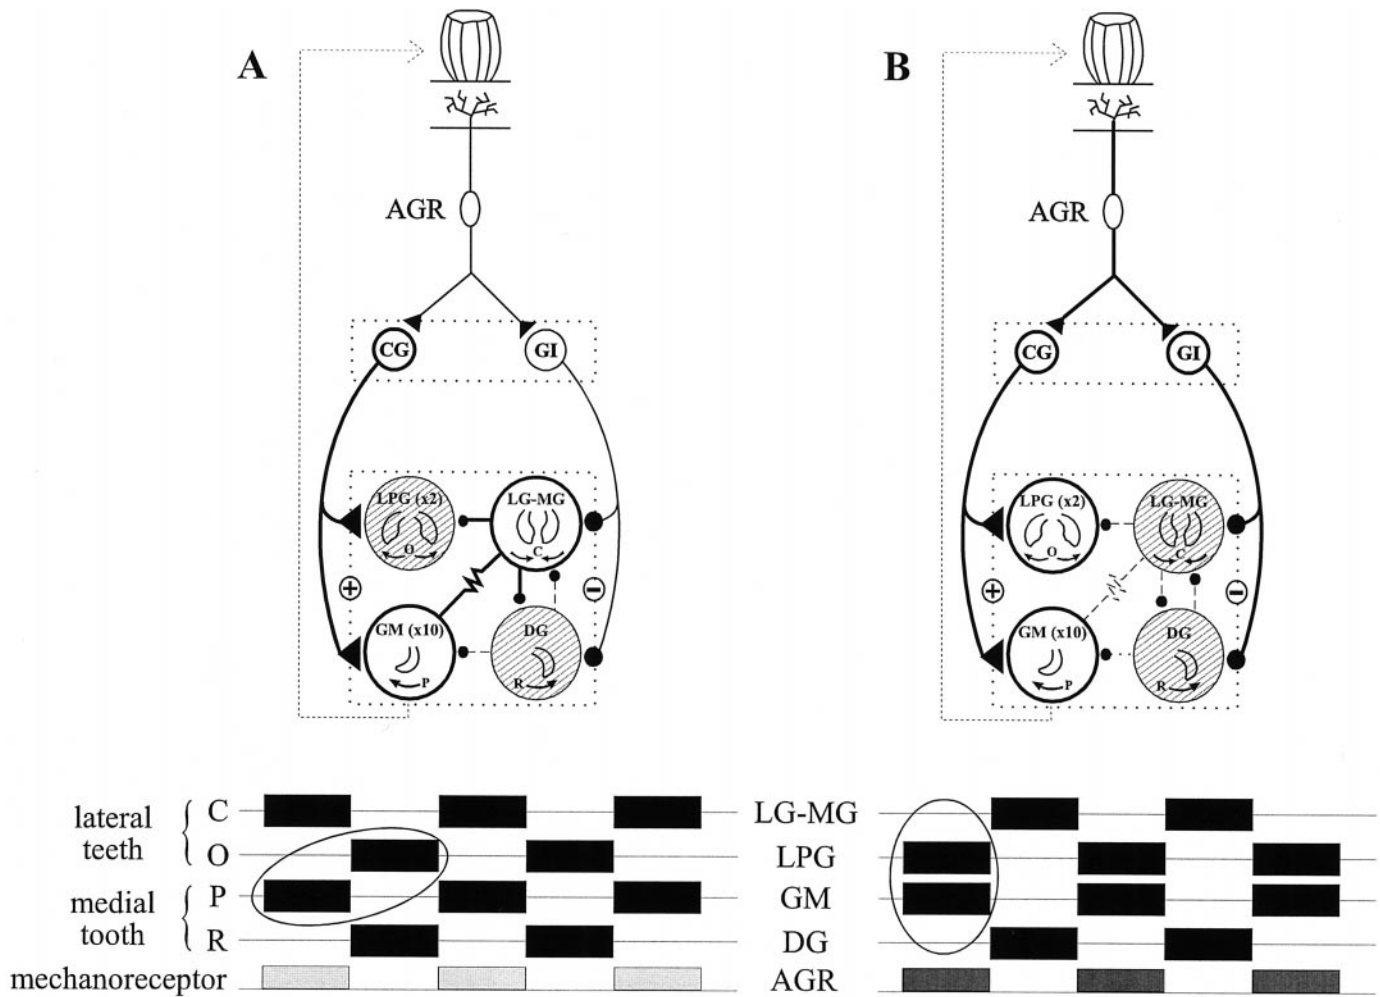 A
B
AGR
AGR
CG
GI
CG
GI
LPG (x2)
O
LG-MG
C
LPG (x2)
O
LG-MG
C
+
−
+
−
GM (x10)
P
DG
R
GM (x10)
P
DG
R
lateral
teeth
C
O
medial
tooth
P
R
mechanoreceptor
LG-MG
LPG
GM
DG
AGR